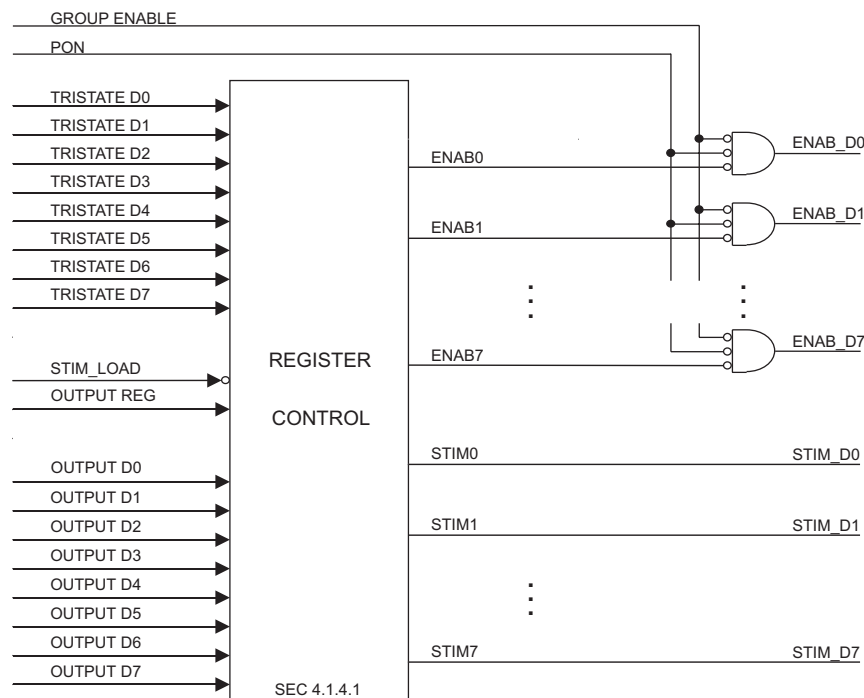 GROUP ENABLE
PON
TRISTATE D0
TRISTATE D1
TRISTATE D2
TRISTATE D3
TRISTATE D4
TRISTATE D5
TRISTATE D6
TRISTATE D7
STIM_LOAD
OUTPUT REG
OUTPUT D0
OUTPUT D1
OUTPUT D2
OUTPUT D3
OUTPUT D4
OUTPUT D5
OUTPUT D6
OUTPUT D7
REGISTER
CONTROL
SEC 4.1.4.1
ENAB0
ENAB1
ENAB7
STIM0
STIM1
STIM7
ENAB_D0
ENAB_D1
ENAB_D7
STIM_D0
STIM_D1
STIM_D7